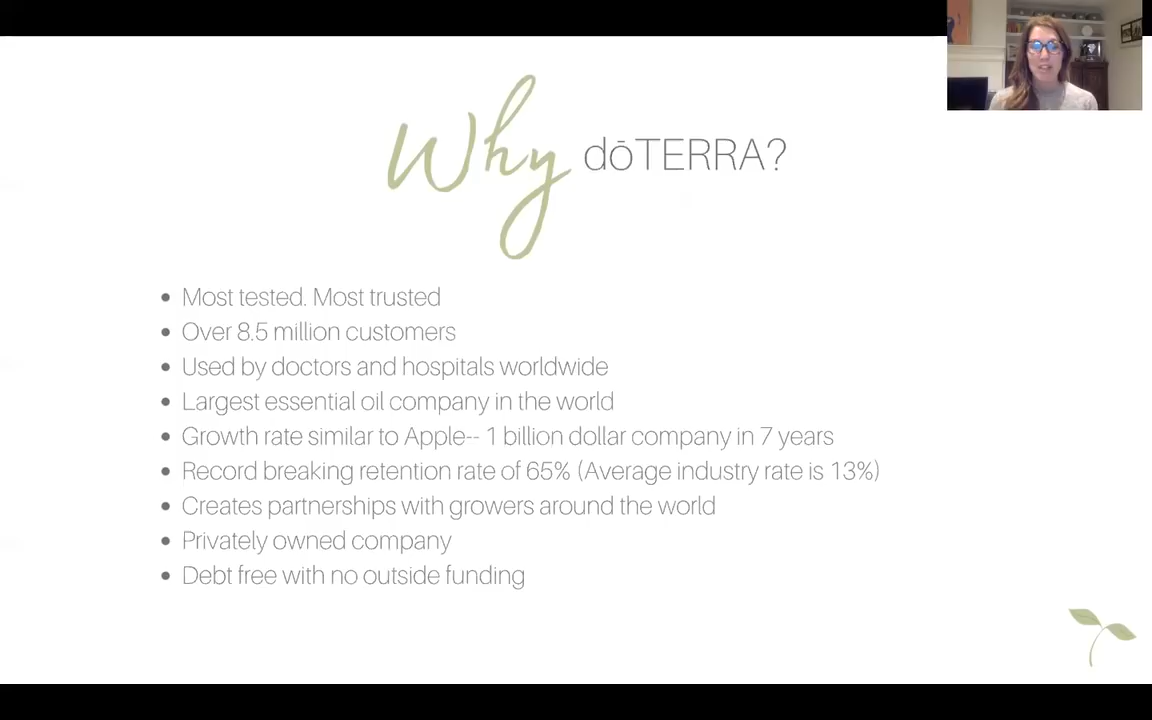 Why dōTERRA?
• Most tested. Most trusted
• Over 8.5 million customers
• Used by doctors and hospitals worldwide
• Largest essential oil company in the world
• Growth rate similar to Apple-- 1 billion dollar company in 7 years
• Record breaking retention rate of 65% (Average industry rate is 13%)
• Creates partnerships with growers around the world
• Privately owned company
• Debt free with no outside funding